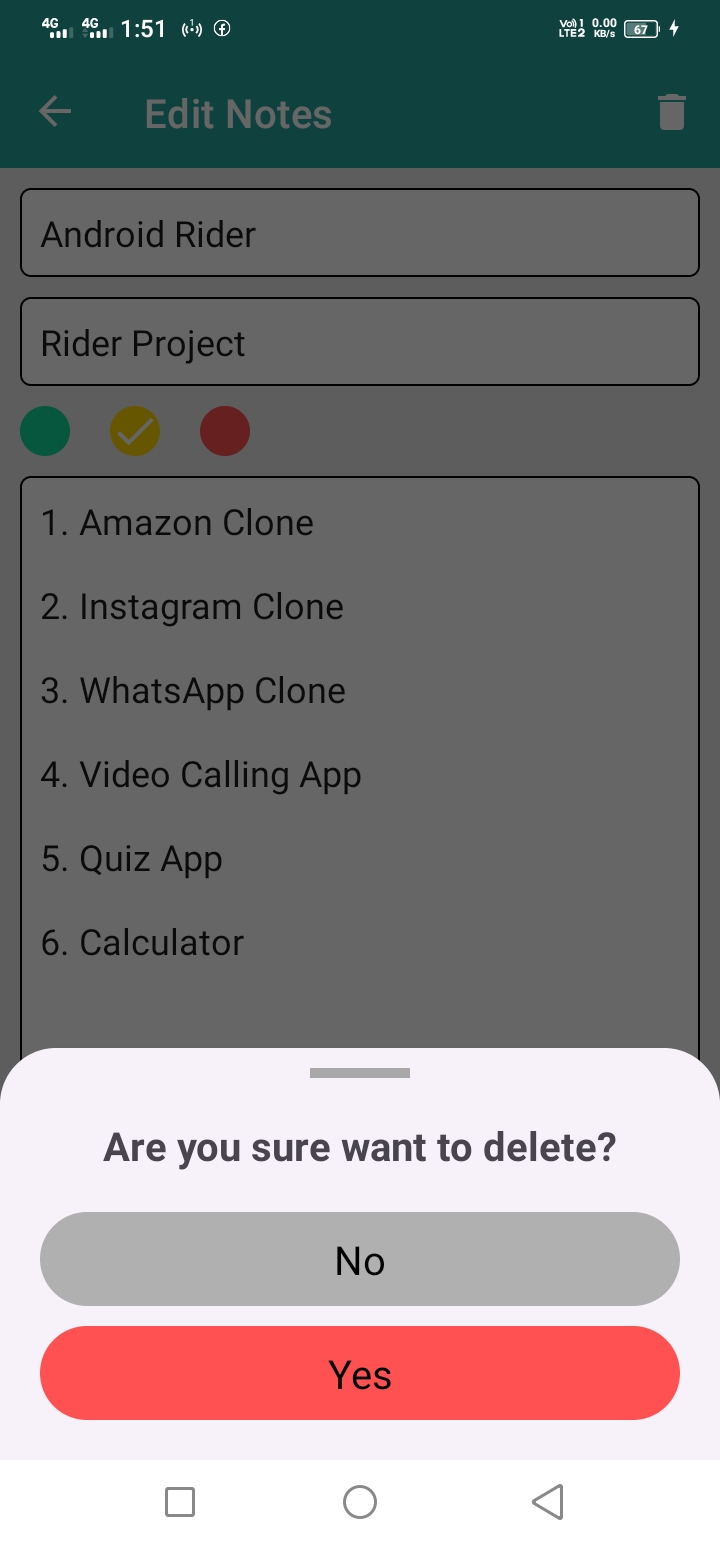 4G 4G 1:51 Vo) 1 LTE2 0.00 KB/s 67
Edit Notes
Android Rider
Rider Project
1. Amazon Clone
2. Instagram Clone
3. WhatsApp Clone
4. Video Calling App
5. Quiz App
6. Calculator
Are you sure want to delete?
No
Yes